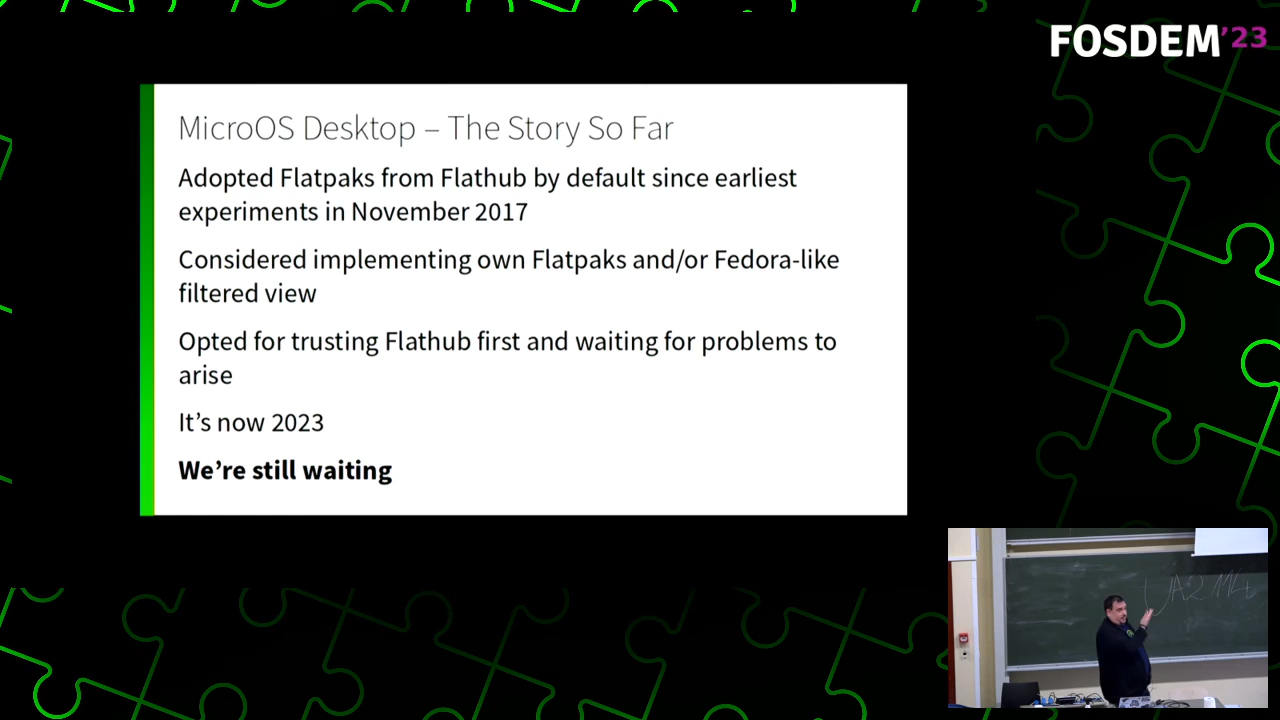 FOSDEM'23
MicroOS Desktop – The Story So Far
Adopted Flatpaks from Flathub by default since earliest
experiments in November 2017
Considered implementing own Flatpaks and/or Fedora-like
filtered view
Opted for trusting Flathub first and waiting for problems to
arise
It’s now 2023
We’re still waiting